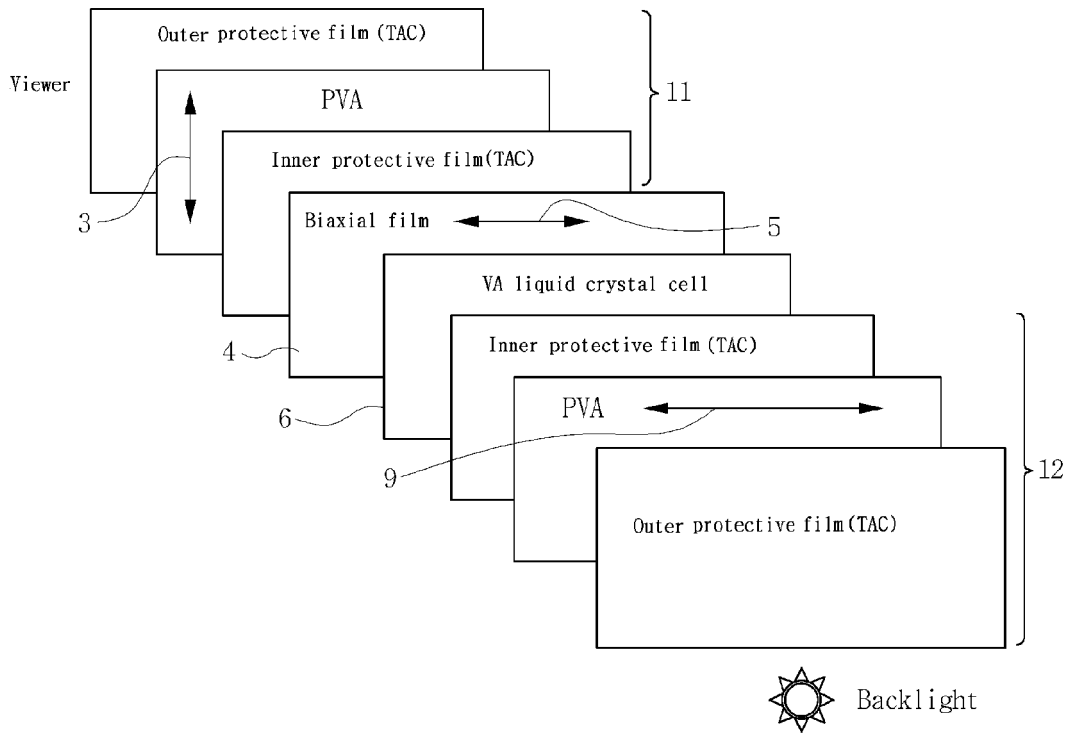 Outer protective film (TAC)
Viewer
PVA
11
Inner protective film(TAC)
3
Biaxial film
5
VA liquid crystal cell
4
Inner protective film (TAC)
6
PVA
9
12
Outer protective film(TAC)
Backlight